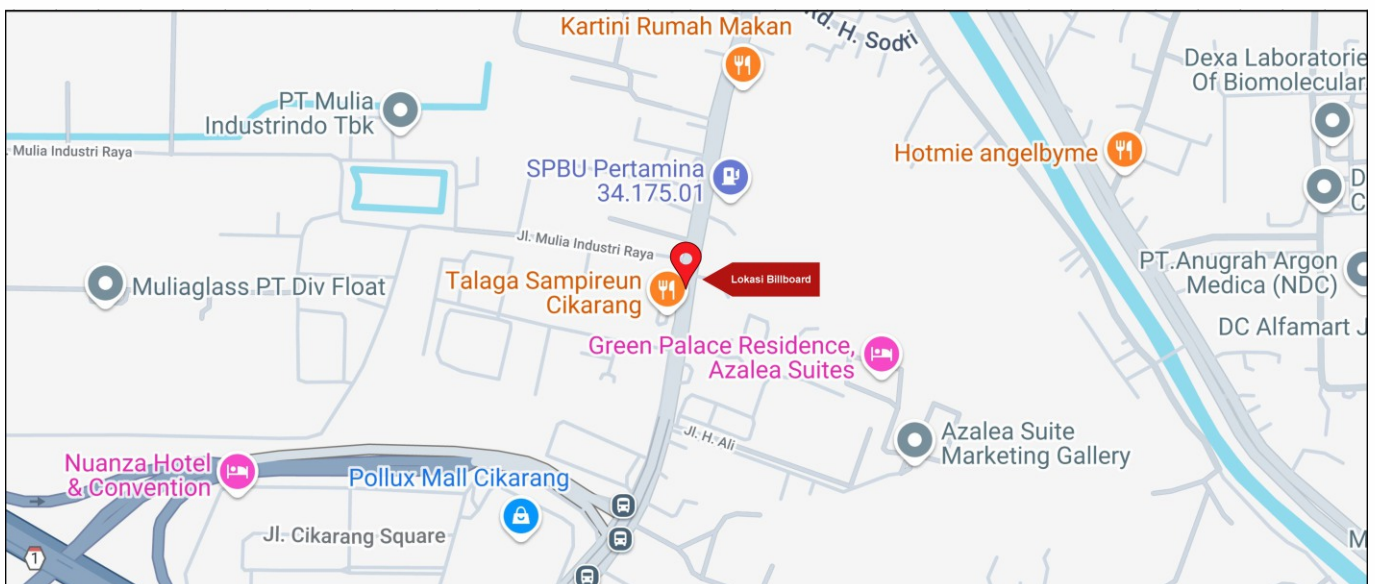 Kartini Rumah Makan
Rd. H. Sodri
Dexa Laboratorie
Of Biomolecular
PT Mulia
Industrindo Tbk
. Mulia Industri Raya
Hotmie angelbyme
SPBU Pertamina
34.175.01
D
C
Jl. Mulia Industri Raya
PT.Anugrah Argon
Medica (NDC)
Muliaglass PT Div Float
Talaga Sampireun
Cikarang
Lokasi Billboard
DC Alfamart J
Green Palace Residence,
Azalea Suites
Jl. H. Ali
Azalea Suite
Marketing Gallery
Nuanza Hotel
& Convention
Pollux Mall Cikarang
Jl. Cikarang Square
1
M